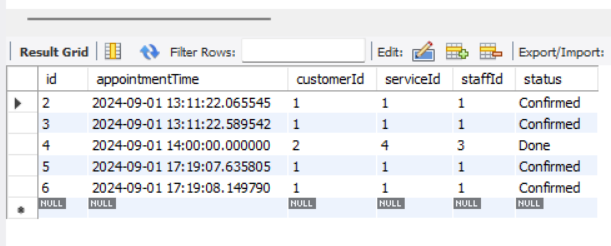 Result Grid Filter Rows: Edit: Export/Import:
id appointmentTime customerId serviceId staffId status
2 2024-09-01 13:11:22.065545 1 1 1 Confirmed
3 2024-09-01 13:11:22.589542 1 1 1 Confirmed
4 2024-09-01 14:00:00.000000 2 4 3 Done
5 2024-09-01 17:19:07.635805 1 1 1 Confirmed
6 2024-09-01 17:19:08.149790 1 1 1 Confirmed
NULL NULL NULL NULL NULL NULL